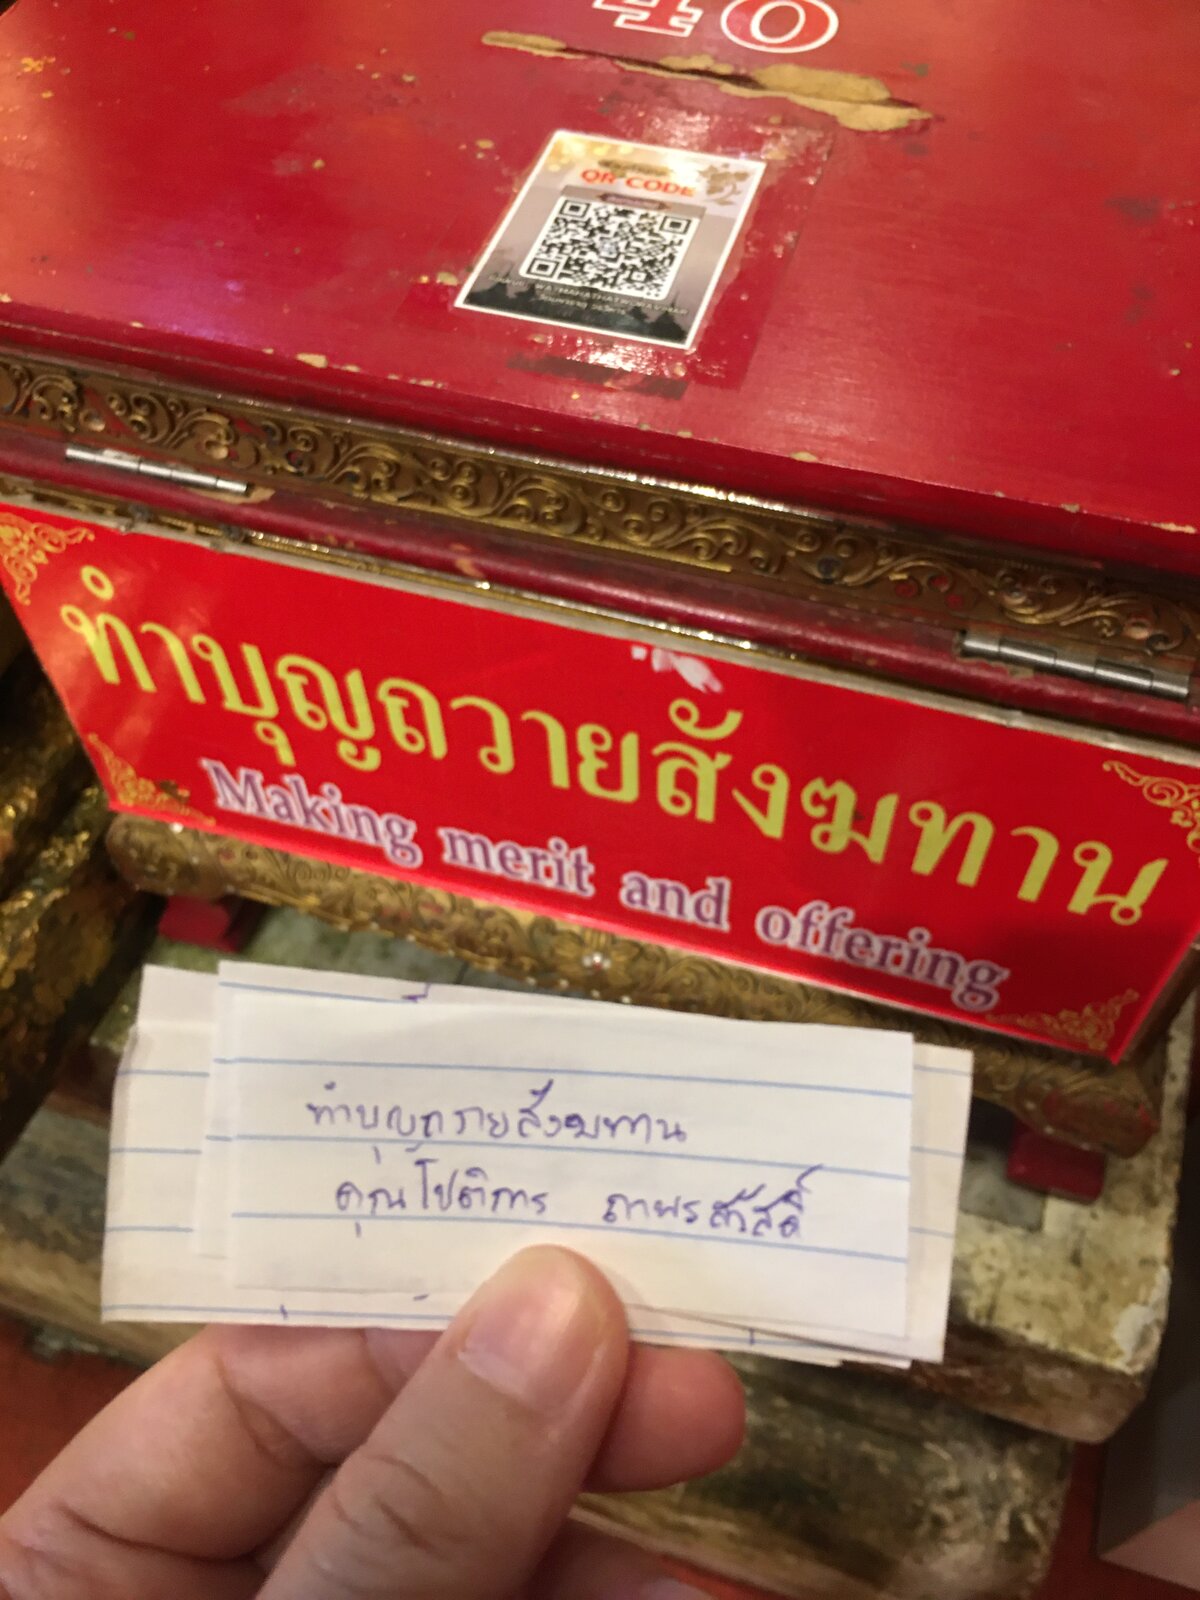 40
QR CODE
ทำบุญถวายสังฆทาน
Making merit and offering
ทำบุญถวายสังฆทาน
คุณโชติการ